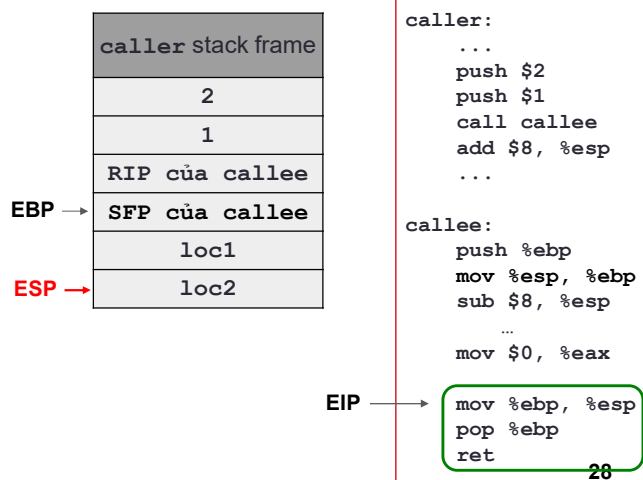 caller stack frame
2
1
RIP của callee
EBP → SFP của callee
loc1
ESP → loc2
caller:
...
push $2
push $1
call callee
add $8, %esp
...
callee:
push %ebp
mov %esp, %ebp
sub $8, %esp
…
mov $0, %eax
EIP → mov %ebp, %esp
pop %ebp
ret
28